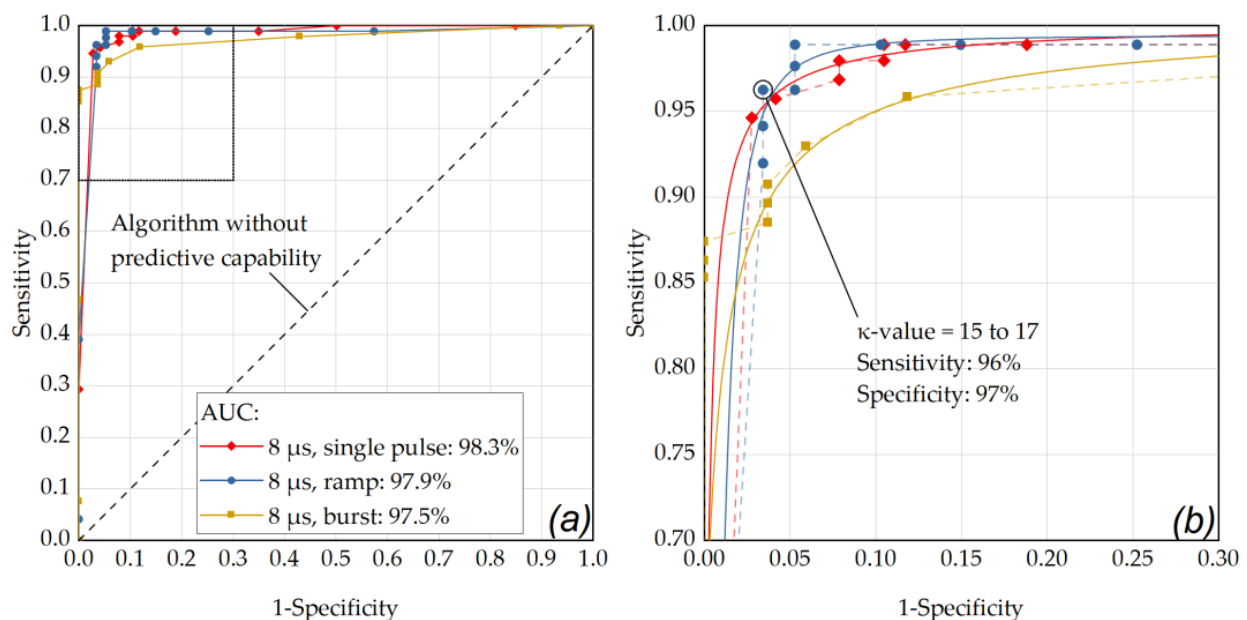 1.0
0.9
0.8
0.7
0.6
0.5
0.4
0.3
0.2
0.1
0.0
Sensitivity
Algorithm without
predictive capability
AUC:
8 μs, single pulse: 98.3%
8 μs, ramp: 97.9%
8 μs, burst: 97.5%
(a)
0.0 0.1 0.2 0.3 0.4 0.5 0.6 0.7 0.8 0.9 1.0
1-Specificity
1.00
0.95
0.90
0.85
0.80
0.75
0.70
Sensitivity
κ-value = 15 to 17
Sensitivity: 96%
Specificity: 97%
(b)
0.00 0.05 0.10 0.15 0.20 0.25 0.30
1-Specificity